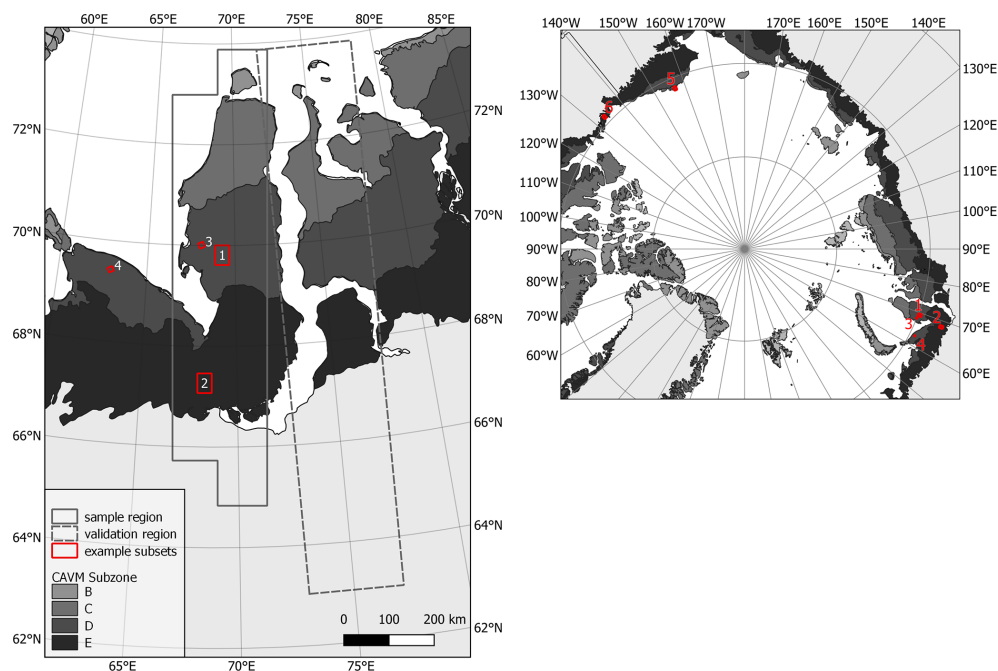 60°E 65°E 70°E 75°E 80°E 85°E
72°N 72°N
70°N 70°N
68°N 68°N
66°N 66°N
64°N 64°N
62°N 62°N
65°E 70°E 75°E
3
1
4
2
sample region
validation region
example subsets
CAVM Subzone
B
C
D
E
0 100 200 km
140°W 150°W 160°W 170°W 170°E 160°E 150°E 140°E
130°W 130°E
120°W 120°E
110°W 110°E
100°W 100°E
90°W 90°E
80°W 80°E
70°W 70°E
60°W 60°E
5
6
1
2
3
4